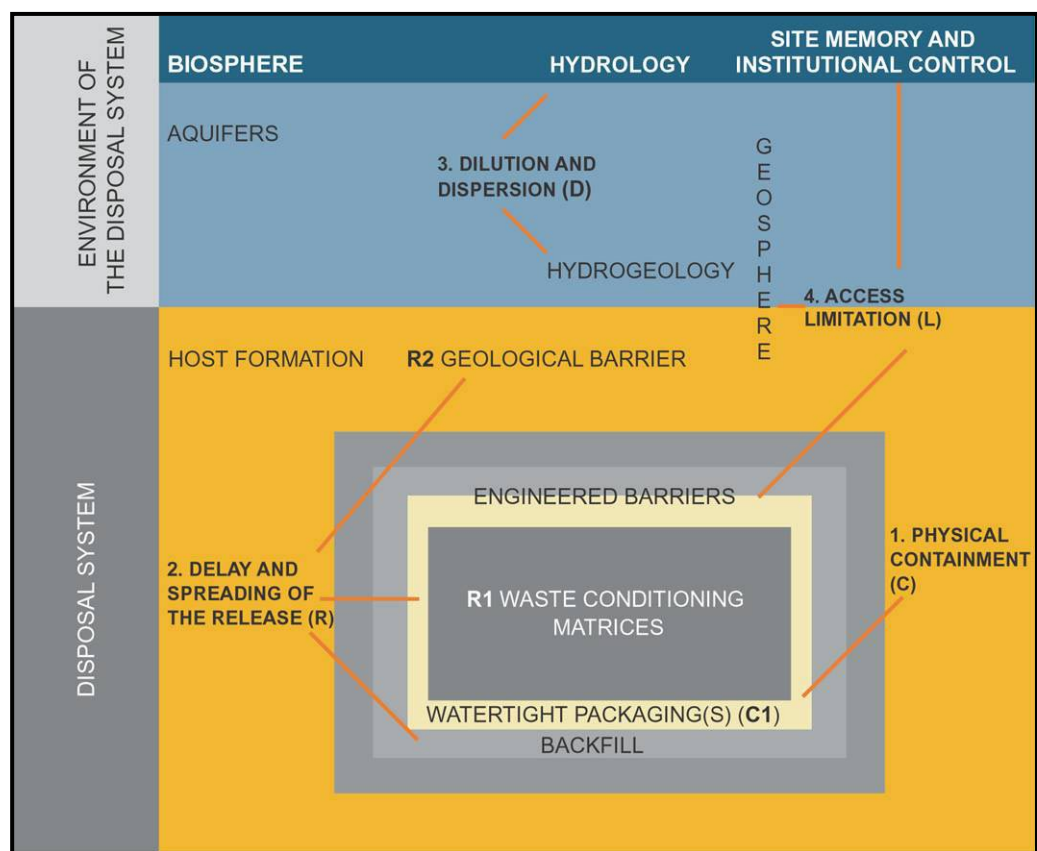 ENVIRONMENT OF
THE DISPOSAL SYSTEM
BIOSPHERE
HYDROLOGY
SITE MEMORY AND
INSTITUTIONAL CONTROL
AQUIFERS
3. DILUTION AND
DISPERSION (D)
GEOSPHERE
HYDROGEOLOGY
4. ACCESS
LIMITATION (L)
DISPOSAL SYSTEM
HOST FORMATION
R2 GEOLOGICAL BARRIER
ENGINEERED BARRIERS
1. PHYSICAL
CONTAINMENT
(C)
2. DELAY AND
SPREADING OF
THE RELEASE (R)
R1 WASTE CONDITIONING
MATRICES
WATERTIGHT PACKAGING(S) (C1)
BACKFILL